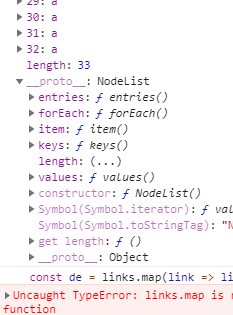 29: a
30: a
31: a
32: a
length: 33
▼ __proto__: NodeList
▶ entries: ƒ entries()
▶ forEach: ƒ forEach()
▶ item: ƒ item()
▶ keys: ƒ keys()
length: (...)
▶ values: ƒ values()
▶ constructor: ƒ NodeList()
▶ Symbol(Symbol.iterator): ƒ val
Symbol(Symbol.toStringTag): "N
▶ get length: ƒ ()
▶ __proto__: Object
const de = links.map(link => li
▶ Uncaught TypeError: links.map is
function